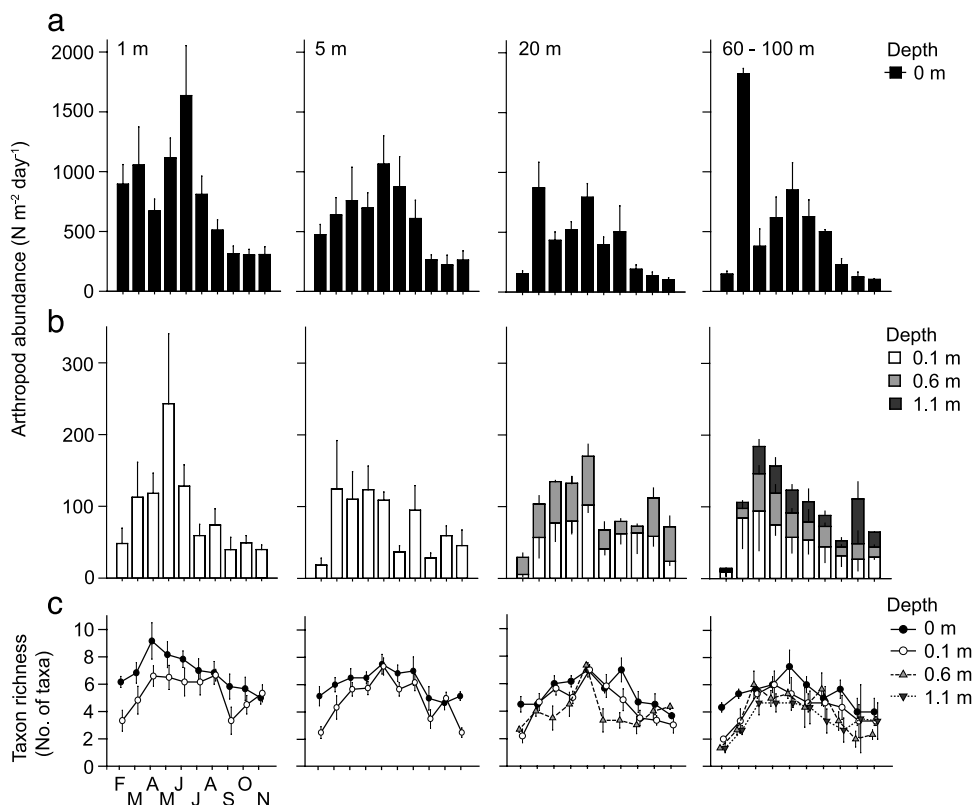 a
1 m
5 m
20 m
60 - 100 m
Depth
0 m
2000
1500
1000
500
0
Arthropod abundance (N m⁻² day⁻¹)
b
Depth
0.1 m
0.6 m
1.1 m
300
200
100
0
c
Depth
0 m
0.1 m
0.6 m
1.1 m
10
8
6
4
2
0
Taxon richness
(No. of taxa)
F M A M J J A S O N